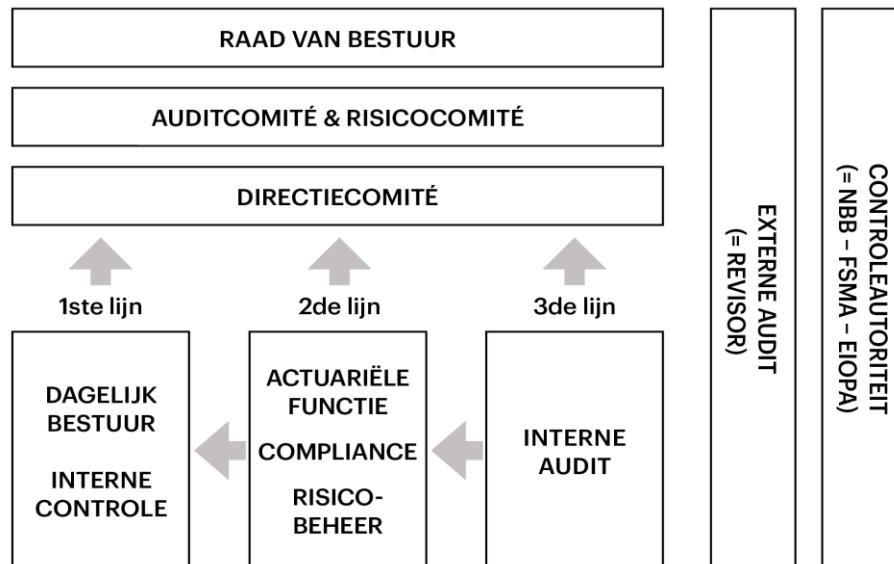 RAAD VAN BESTUUR
AUDITCOMITÉ & RISICOCOMITÉ
DIRECTIECOMITÉ
1ste lijn
2de lijn
3de lijn
DAGELIJK
BESTUUR
INTERNE
CONTROLE
ACTUARIËLE
FUNCTIE
COMPLIANCE
RISICO-
BEHEER
INTERNE
AUDIT
EXTERNE AUDIT
(= REVISOR)
CONTROLEAUTORITEIT
(= NBB – FSMA – EIOPA)